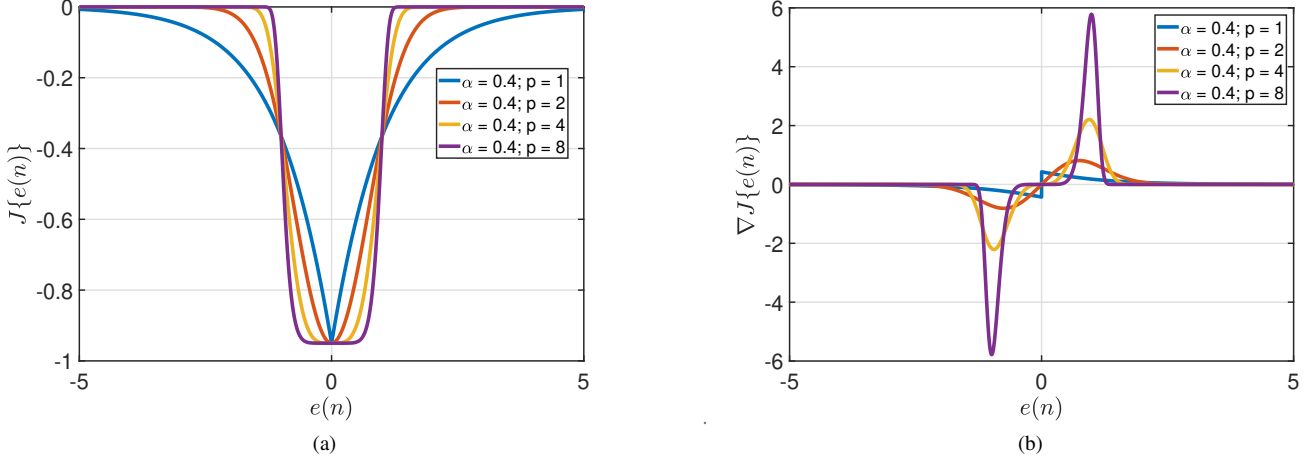 0
-0.2
-0.4
-0.6
-0.8
-1
J{e(n)}
α = 0.4; p = 1
α = 0.4; p = 2
α = 0.4; p = 4
α = 0.4; p = 8
-5 0 5
e(n)
(a)
6
4
2
0
-2
-4
-6
∇J{e(n)}
α = 0.4; p = 1
α = 0.4; p = 2
α = 0.4; p = 4
α = 0.4; p = 8
-5 0 5
e(n)
(b)